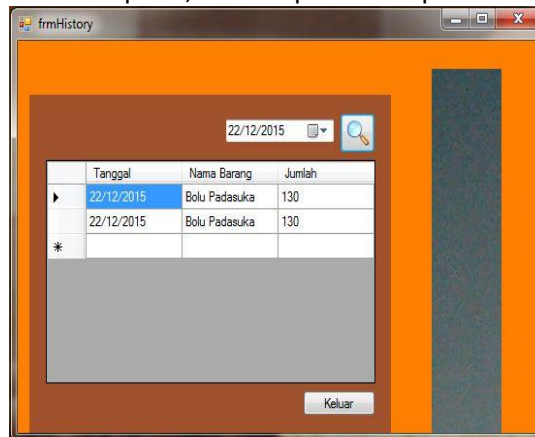 frmHistory
22/12/2015
Tanggal Nama Barang Jumlah
22/12/2015 Bolu Padasuka 130
22/12/2015 Bolu Padasuka 130
Keluar